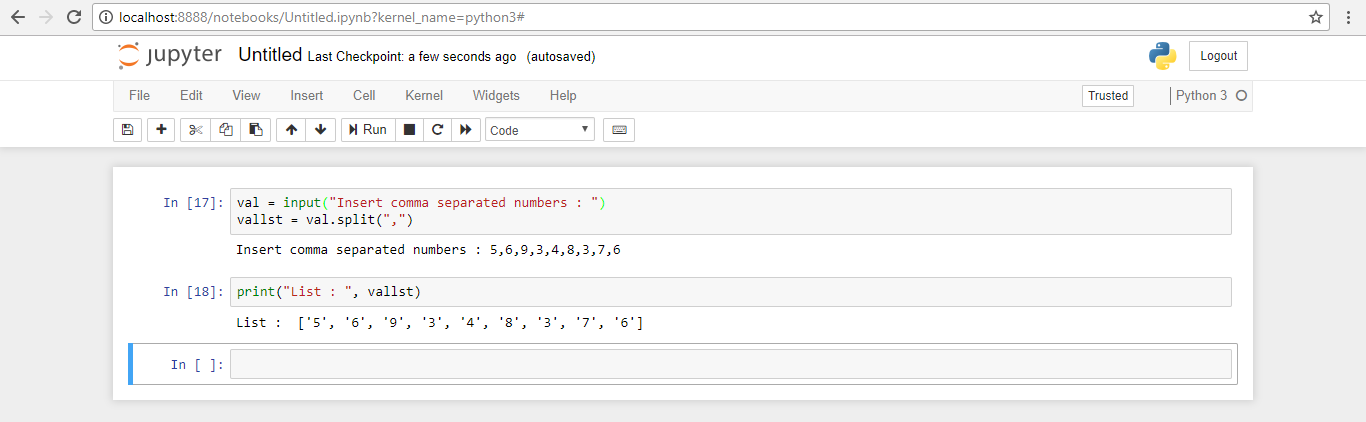 localhost:8888/notebooks/Untitled.ipynb?kernel_name=python3#
jupyter Untitled Last Checkpoint: a few seconds ago (autosaved) Logout
File Edit View Insert Cell Kernel Widgets Help Trusted Python 3
Run Code
In [17]: val = input("Insert comma separated numbers : ")
vallst = val.split(",")
Insert comma separated numbers : 5,6,9,3,4,8,3,7,6
In [18]: print("List : ", vallst)
List :  ['5', '6', '9', '3', '4', '8', '3', '7', '6']
In [ ]: